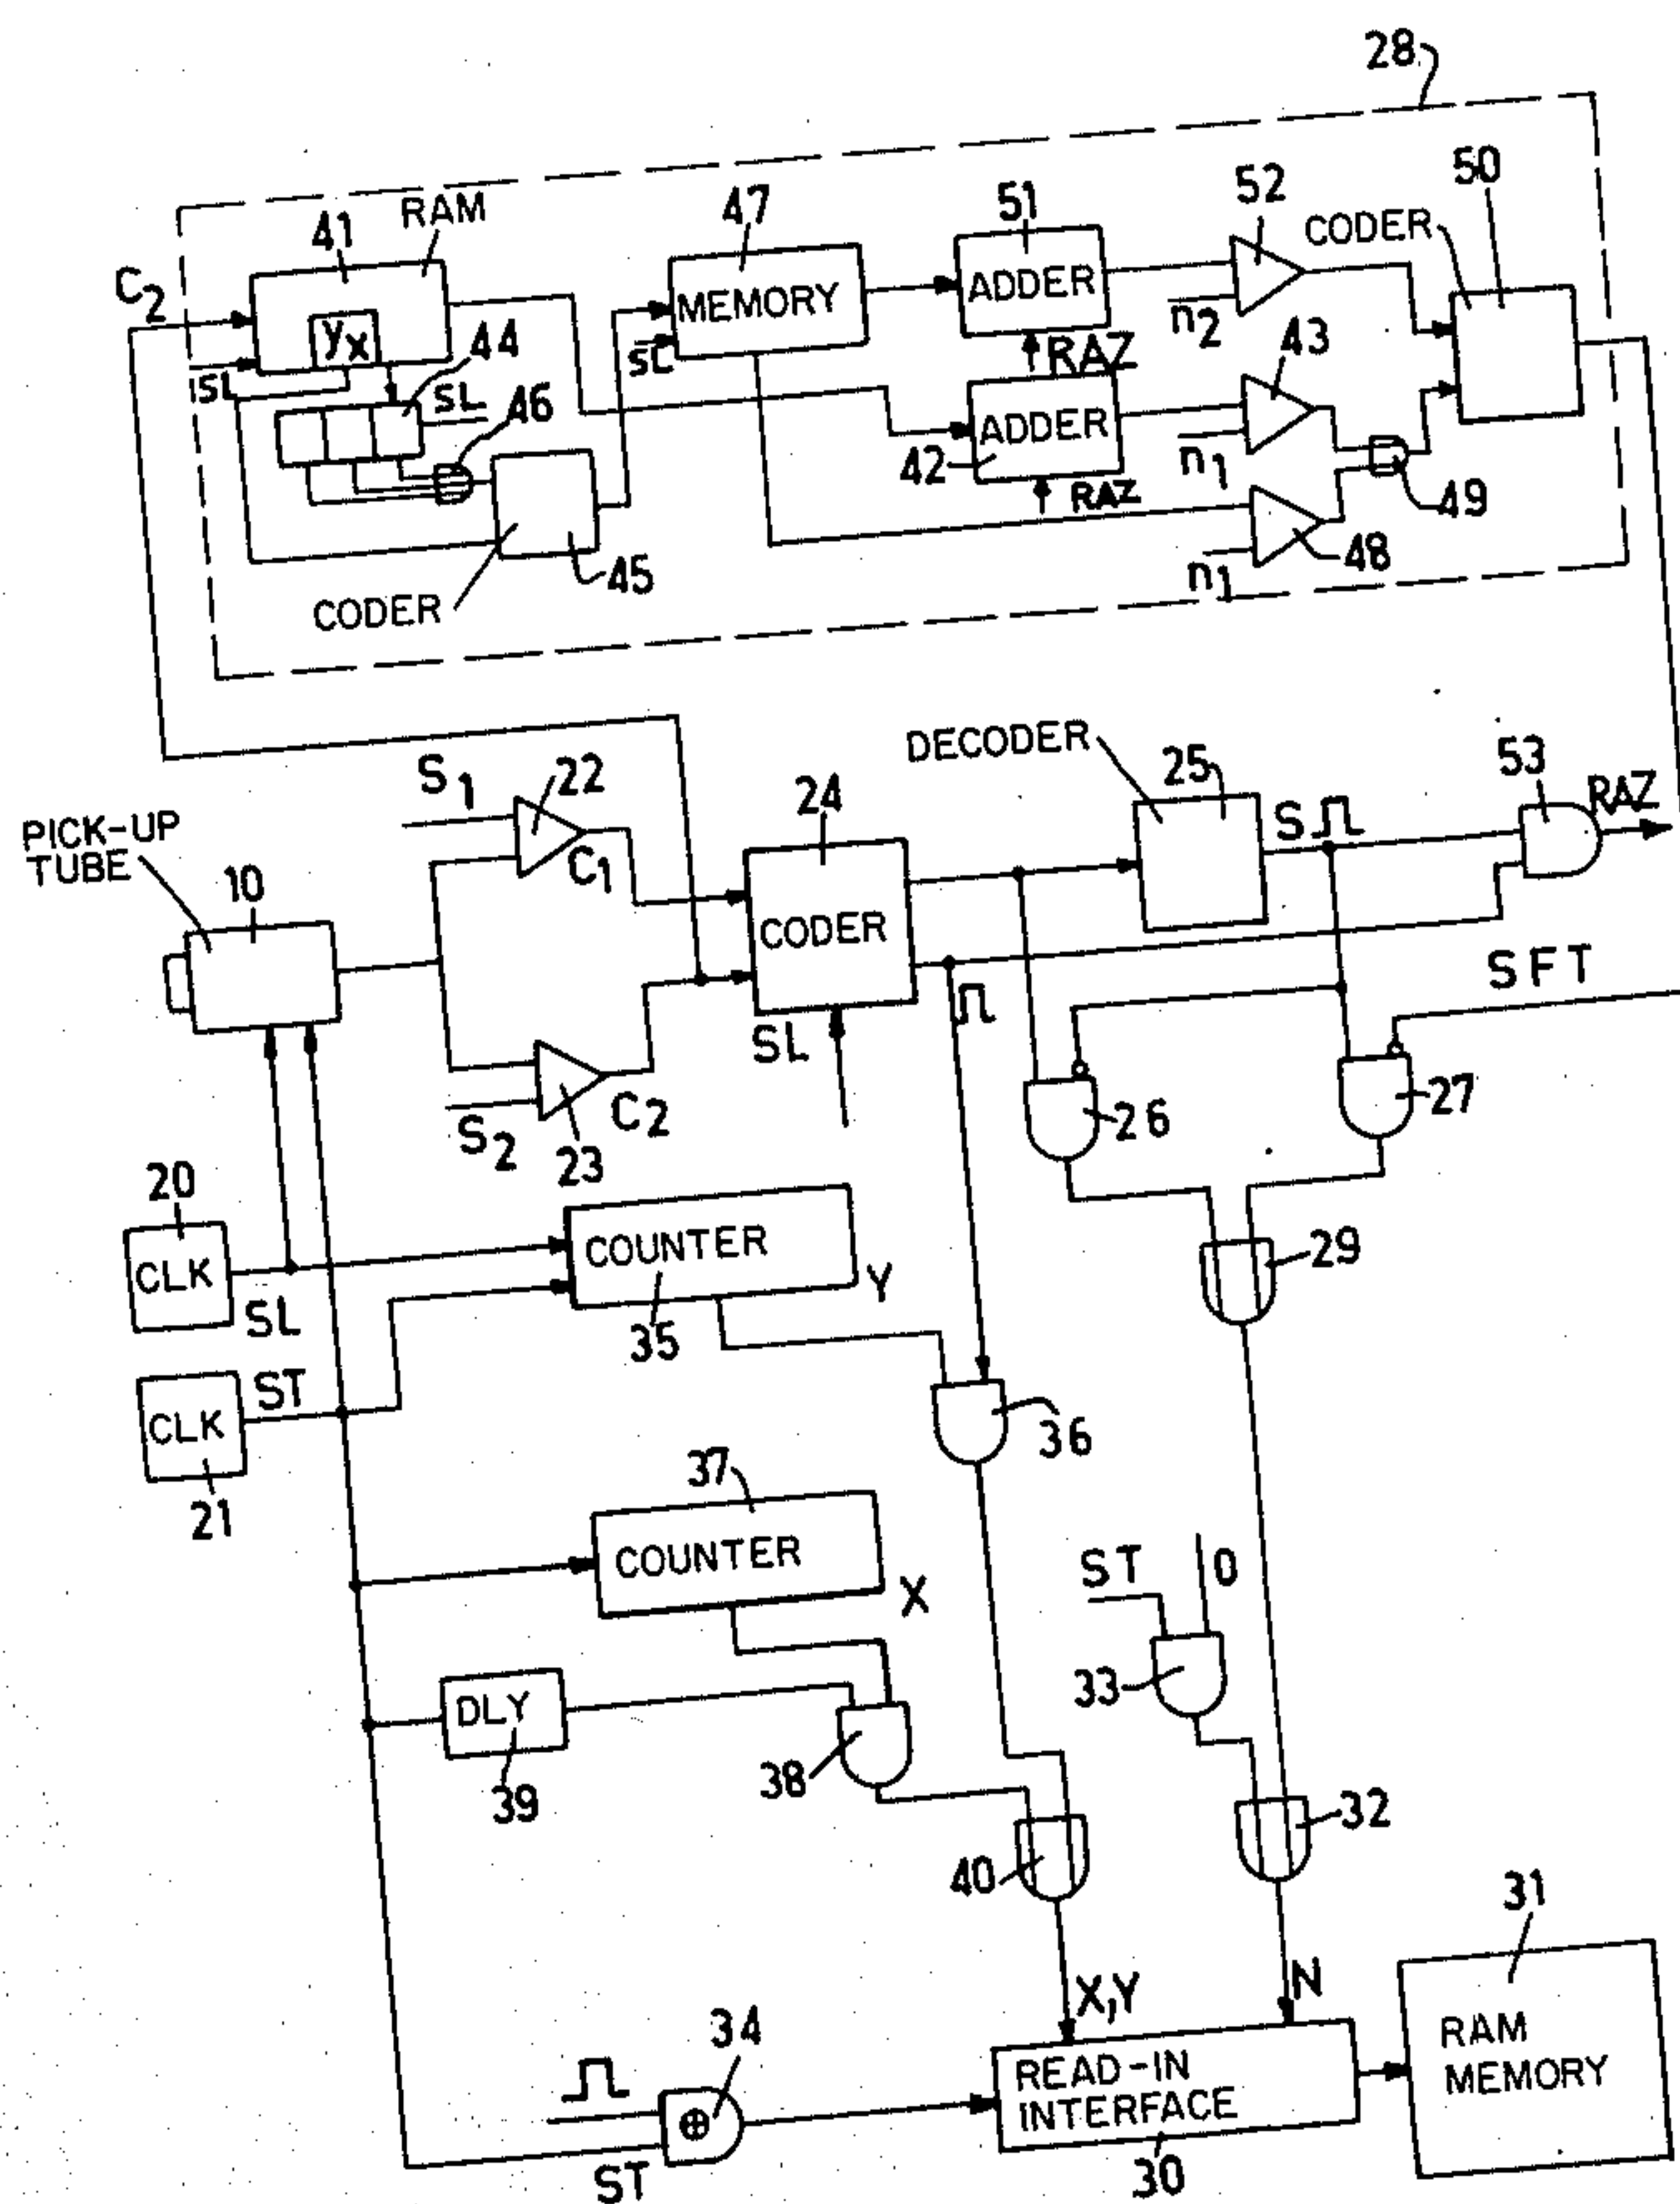 28
50
52
CODER
51
47
RAM
41
C2
MEMORY
ADDER
n2
43
yx
44
sL
RAZ
sL
sL
46
ADDER
42
n1
49
RAZ
48
n1
45
CODER
DECODER
25
53
RAZ
S1
22
24
S
PICK-UP
TUBE
10
C1
CODER
SFT
SL
S2
23
C2
26
27
20
CLK
SL
COUNTER
35
Y
29
21
CLK
ST
36
37
COUNTER
X
ST
0
33
DLY
39
38
40
32
31
X,Y
N
RAM
MEMORY
34
⊕
ST
READ-IN
INTERFACE
30